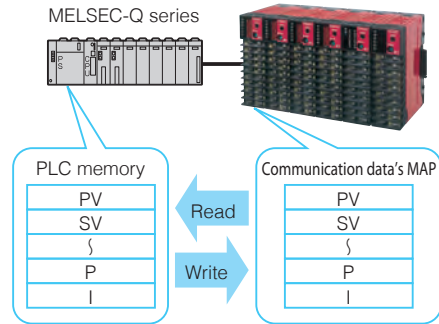 MELSEC-Q series
P
S
C
P
U
PLC memory
PV
SV
P
I
Read
Write
Communication data's MAP
PV
SV
P
I